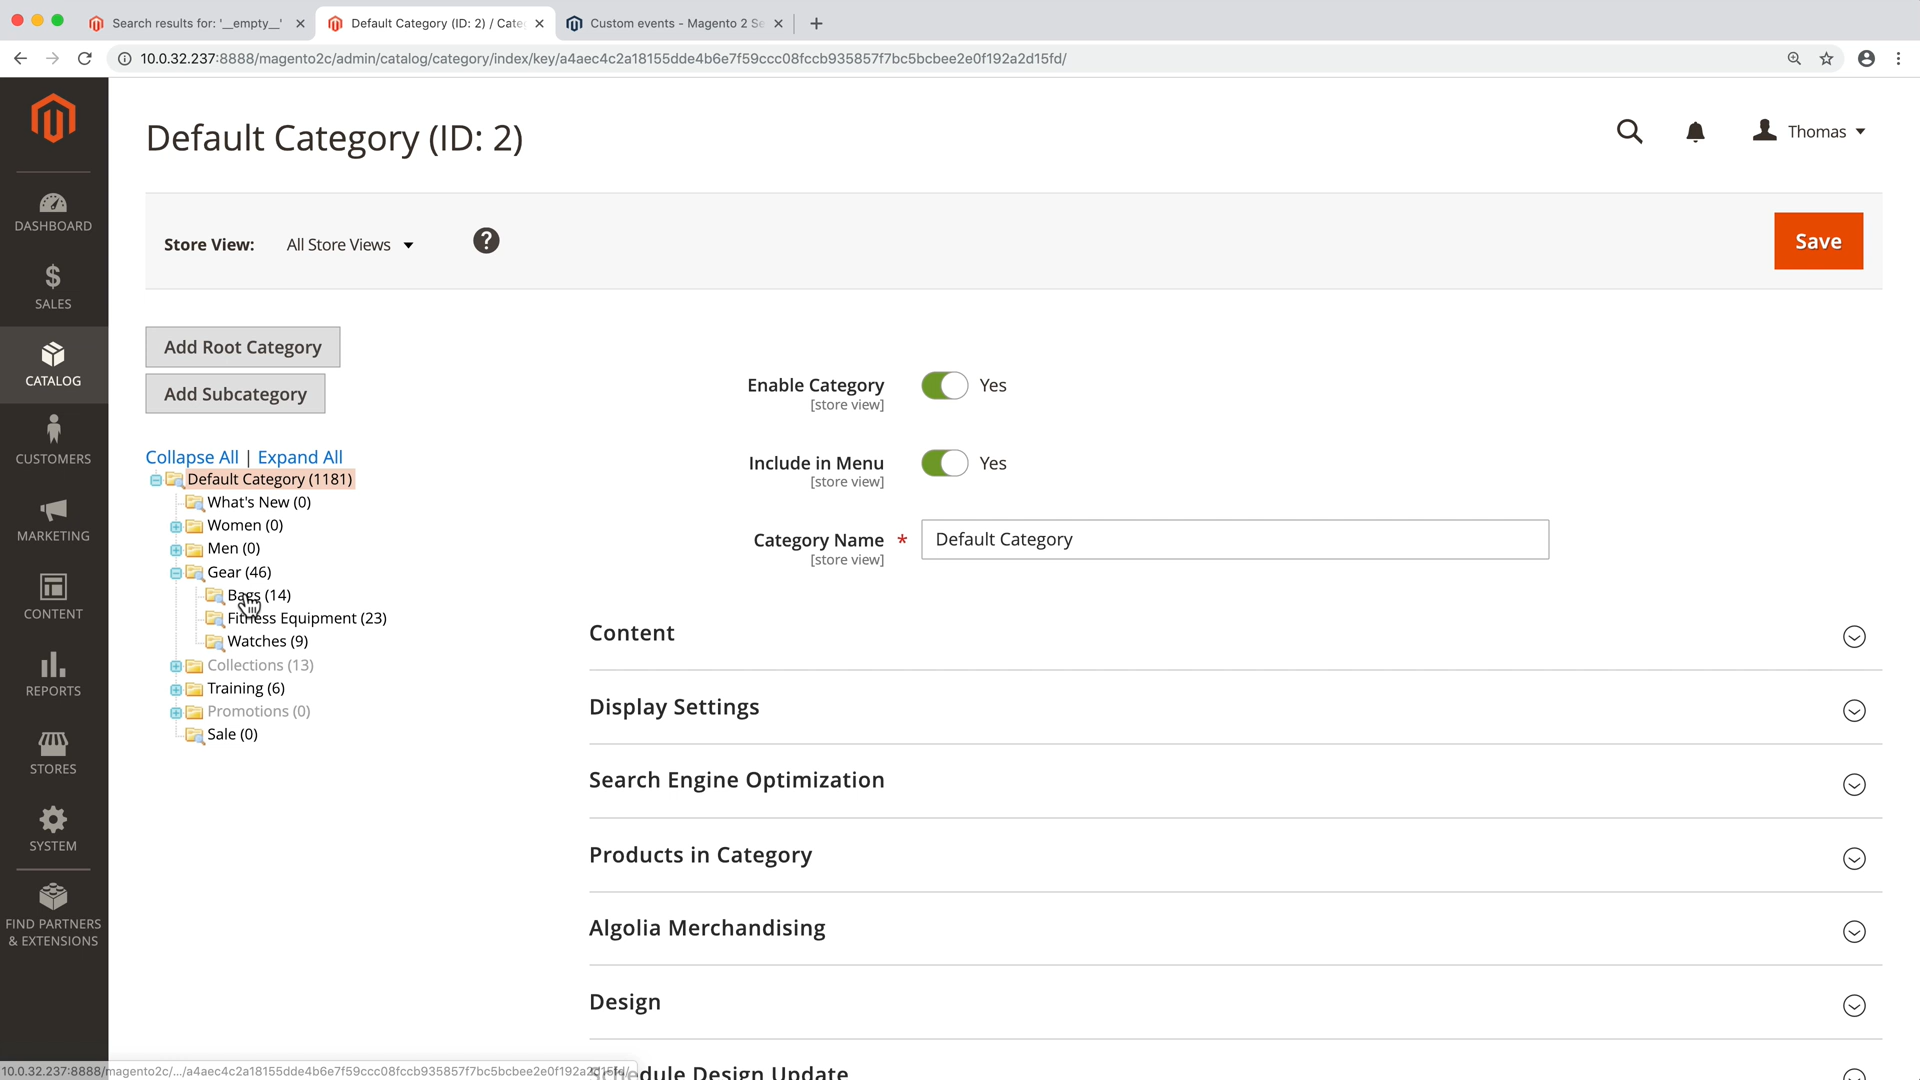 Search results for: '__empty__'
Default Category (ID: 2) / Cate
Custom events - Magento 2 Se
10.0.32.237:8888/magento2c/admin/catalog/category/index/key/a4aec4c2a18155dde4b6e7f59ccc08fccb935857f7bc5bcbee2e0f192a2d15fd/
Default Category (ID: 2)
Thomas
DASHBOARD
SALES
CATALOG
CUSTOMERS
MARKETING
CONTENT
REPORTS
STORES
SYSTEM
FIND PARTNERS
& EXTENSIONS
Store View:
All Store Views
?
Save
Add Root Category
Add Subcategory
Collapse All | Expand All
Default Category (1181)
What's New (0)
Women (0)
Men (0)
Gear (46)
Bags (14)
Fitness Equipment (23)
Watches (9)
Collections (13)
Training (6)
Promotions (0)
Sale (0)
Enable Category
[store view]
Yes
Include in Menu
[store view]
Yes
Category Name *
[store view]
Default Category
Content
Display Settings
Search Engine Optimization
Products in Category
Algolia Merchandising
Design
Schedule Design Update
10.0.32.237:8888/magento2c/.../a4aec4c2a18155dde4b6e7f59ccc08fccb935857f7bc5bcbee2e0f192a2d15fd/